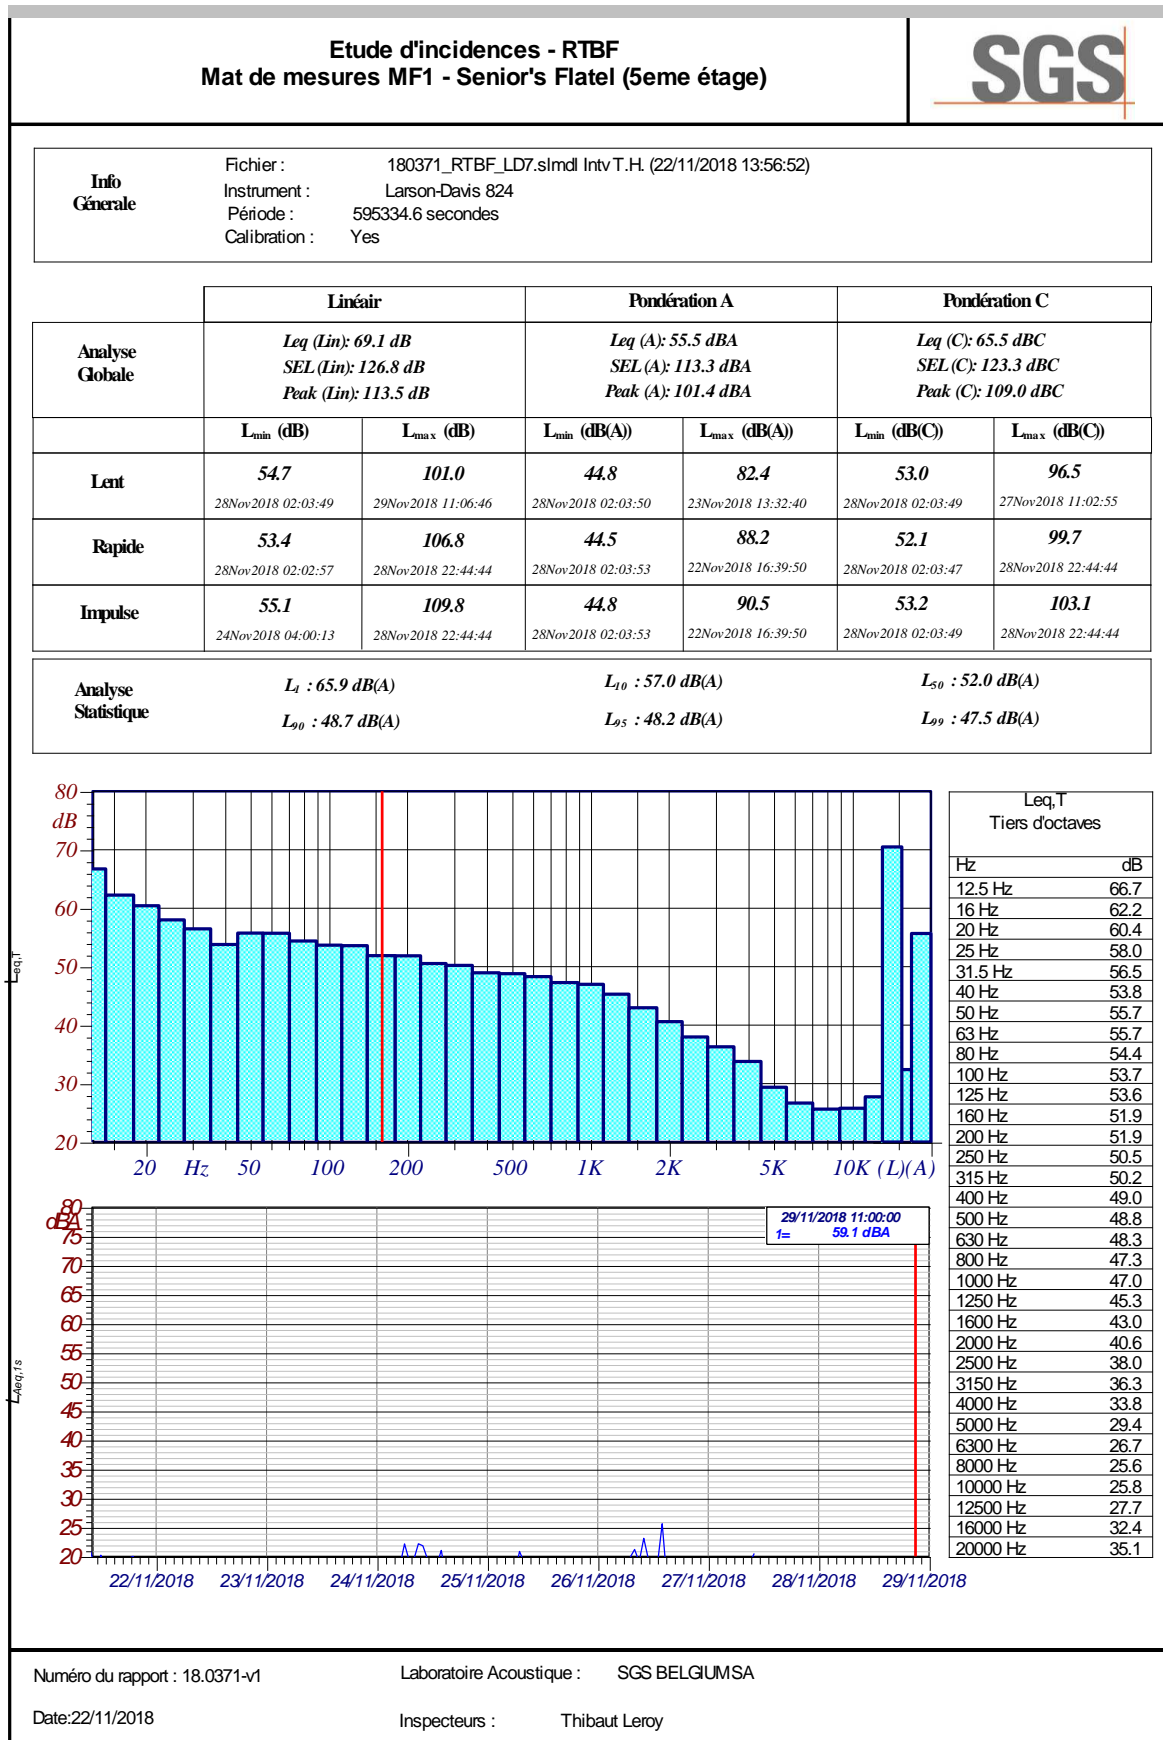 Etude d'incidences - RTBF
Mat de mesures MF1 - Senior's Flatel (5eme étage)
SGS
Info
Génerale
Fichier : 180371_RTBF_LD7.slmdl Intv T.H. (22/11/2018 13:56:52)
Instrument : Larson-Davis 824
Période : 595334.6 secondes
Calibration : Yes
Linéair Pondération A Pondération C
Analyse
Globale
Leq (Lin): 69.1 dB Leq (A): 55.5 dBA Leq (C): 65.5 dBC
SEL (Lin): 126.8 dB SEL (A): 113.3 dBA SEL (C): 123.3 dBC
Peak (Lin): 113.5 dB Peak (A): 101.4 dBA Peak (C): 109.0 dBC
Lmin (dB) Lmax (dB) Lmin (dB(A)) Lmax (dB(A)) Lmin (dB(C)) Lmax (dB(C))
Lent 54.7 101.0 44.8 82.4 53.0 96.5
28Nov2018 02:03:49 29Nov2018 11:06:46 28Nov2018 02:03:50 23Nov2018 13:32:40 28Nov2018 02:03:49 27Nov2018 11:02:55
Rapide 53.4 106.8 44.5 88.2 52.1 99.7
28Nov2018 02:02:57 28Nov2018 22:44:44 28Nov2018 02:03:53 22Nov2018 16:39:50 28Nov2018 02:03:47 28Nov2018 22:44:44
Impulse 55.1 109.8 44.8 90.5 53.2 103.1
24Nov2018 04:00:13 28Nov2018 22:44:44 28Nov2018 02:03:53 22Nov2018 16:39:50 28Nov2018 02:03:49 28Nov2018 22:44:44
Analyse
Statistique
L1 : 65.9 dB(A) L10 : 57.0 dB(A) L50 : 52.0 dB(A)
L90 : 48.7 dB(A) L95 : 48.2 dB(A) L99 : 47.5 dB(A)
80
dB
70
60
50
40
30
20
Leq,T
20 Hz 50 100 200 500 1K 2K 5K 10K (L)(A)
Leq,T
Tiers d'octaves
Hz dB
12.5 Hz 66.7
16 Hz 62.2
20 Hz 60.4
25 Hz 58.0
31.5 Hz 56.5
40 Hz 53.8
50 Hz 55.7
63 Hz 55.7
80 Hz 54.4
100 Hz 53.7
125 Hz 53.6
160 Hz 51.9
200 Hz 51.9
250 Hz 50.5
315 Hz 50.2
400 Hz 49.0
500 Hz 48.8
630 Hz 48.3
800 Hz 47.3
1000 Hz 47.0
1250 Hz 45.3
1600 Hz 43.0
2000 Hz 40.6
2500 Hz 38.0
3150 Hz 36.3
4000 Hz 33.8
5000 Hz 29.4
6300 Hz 26.7
8000 Hz 25.6
10000 Hz 25.8
12500 Hz 27.7
16000 Hz 32.4
20000 Hz 35.1
80
dBA
75
70
65
60
55
50
45
40
35
30
25
20
LAeq,1s
29/11/2018 11:00:00
1= 59.1 dBA
22/11/2018 23/11/2018 24/11/2018 25/11/2018 26/11/2018 27/11/2018 28/11/2018 29/11/2018
Numéro du rapport : 18.0371-v1 Laboratoire Acoustique : SGS BELGIUM SA
Date:22/11/2018 Inspecteurs : Thibaut Leroy